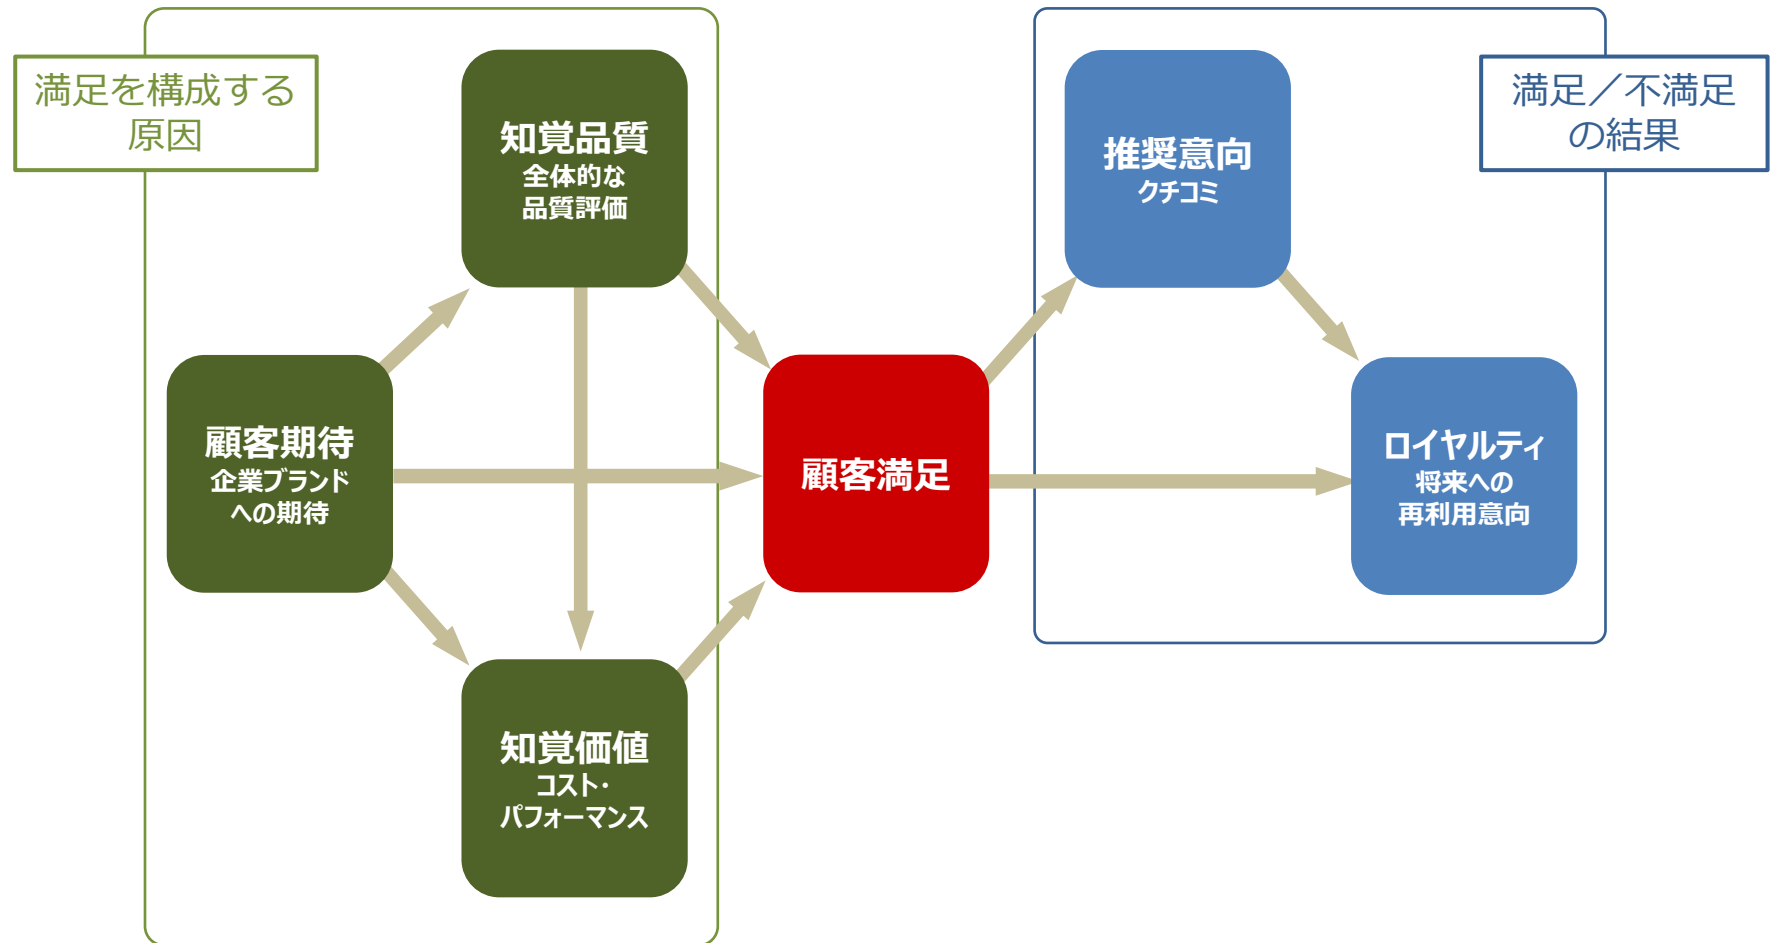 満足を構成する
原因
知覚品質
全体的な
品質評価
顧客期待
企業ブランド
への期待
知覚価値
コスト・
パフォーマンス
顧客満足
推奨意向
クチコミ
ロイヤルティ
将来への
再利用意向
満足／不満足
の結果